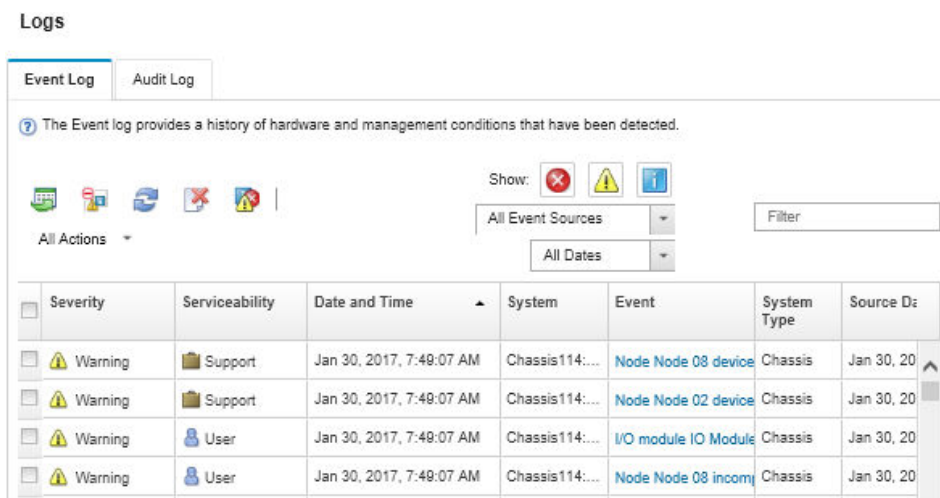 Logs
Event Log Audit Log
The Event log provides a history of hardware and management conditions that have been detected.
Show:
All Event Sources
Filter
All Actions
All Dates
Severity Serviceability Date and Time System Event System Type Source Da
Warning Support Jan 30, 2017, 7:49:07 AM Chassis114:... Node Node 08 device Chassis Jan 30, 20
Warning Support Jan 30, 2017, 7:49:07 AM Chassis114:... Node Node 02 device Chassis Jan 30, 20
Warning User Jan 30, 2017, 7:49:07 AM Chassis114:... I/O module IO Module Chassis Jan 30, 20
Warning User Jan 30, 2017, 7:49:07 AM Chassis114:... Node Node 08 incomp Chassis Jan 30, 20